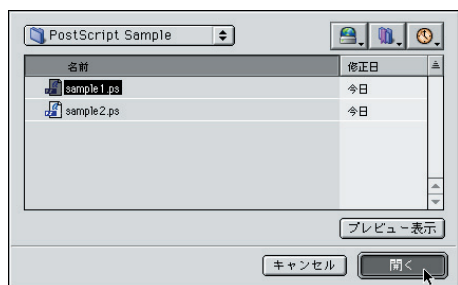 PostScript Sample
名前 修正日
sample1.ps 今日
sample2.ps 今日
プレビュー表示
キャンセル 開く